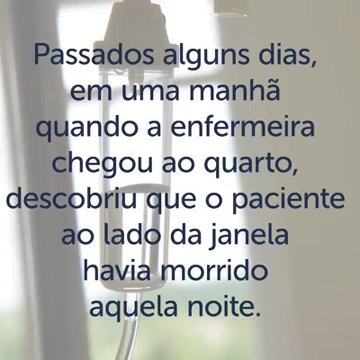 Passados alguns dias,
em uma manhã
quando a enfermeira
chegou ao quarto,
descobriu que o paciente
ao lado da janela
havia morrido
aquela noite.